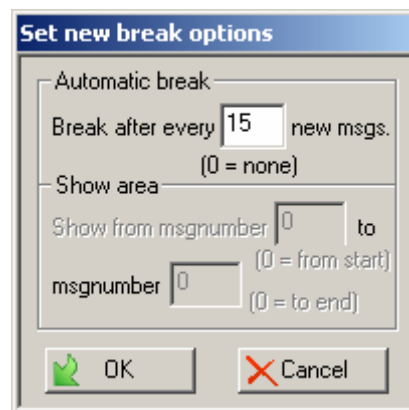 Set new break options
Automatic break
Break after every 15 new msgs.
(0 = none)
Show area
Show from msgnumber 0 to
(0 = from start)
msgnumber 0
(0 = to end)
OK Cancel